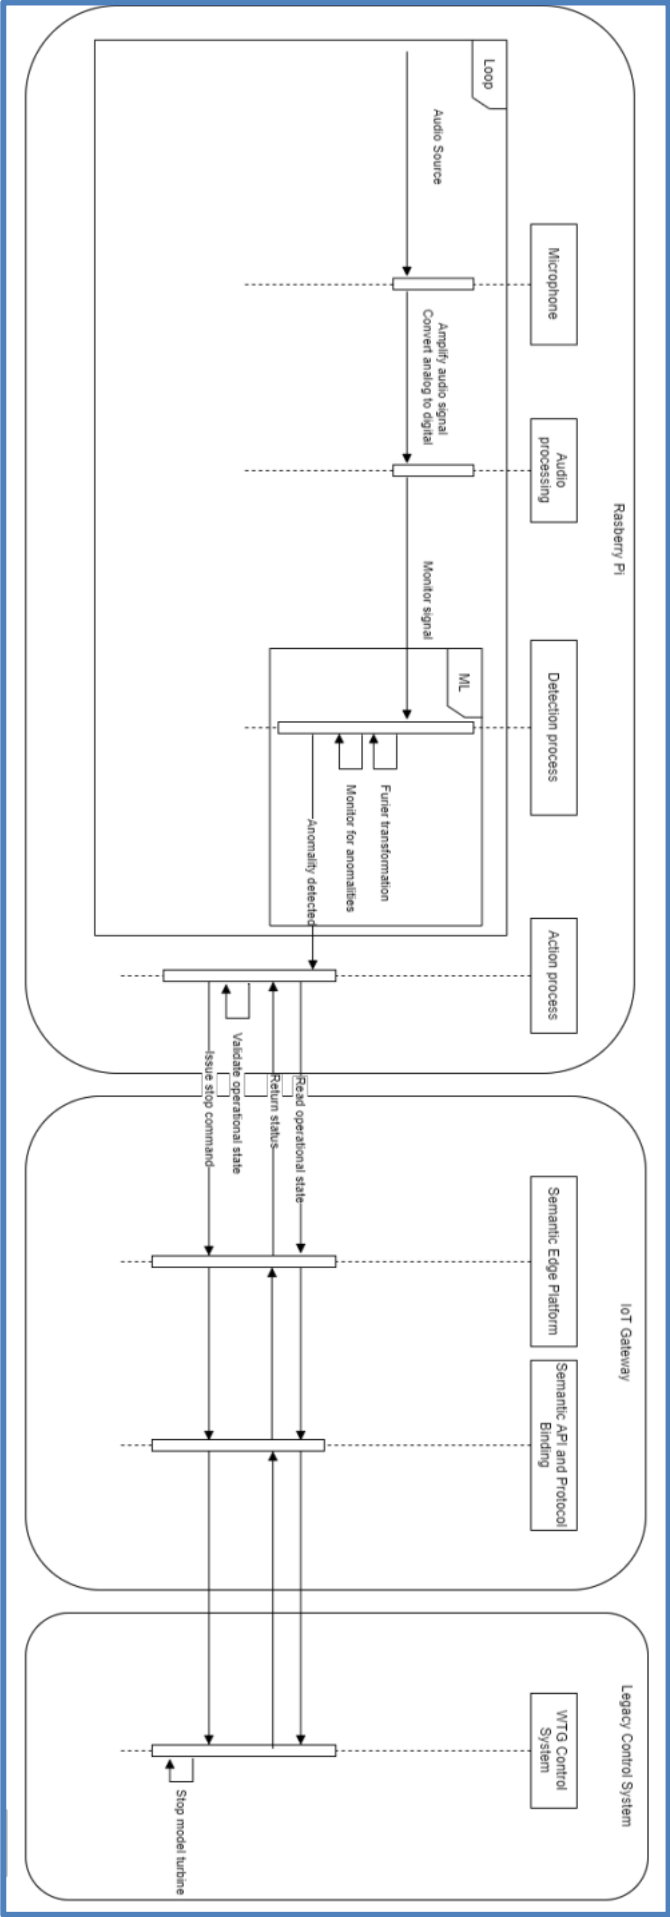 Rasberry Pi
IoT Gateway
Legacy Control System
Microphone
Audio
processing
Detection process
Action process
Semantic Edge Platform
Semantic API and Protocol
Binding
WTG Control
System
Loop
Audio Source
Amplify audio signal
Convert analog to digital
Monitor signal
ML
Furier transformation
Monitor for anomalities
Anomality detected
Read operational state
Return status
Validate operational state
Issue stop command
Stop model turbine